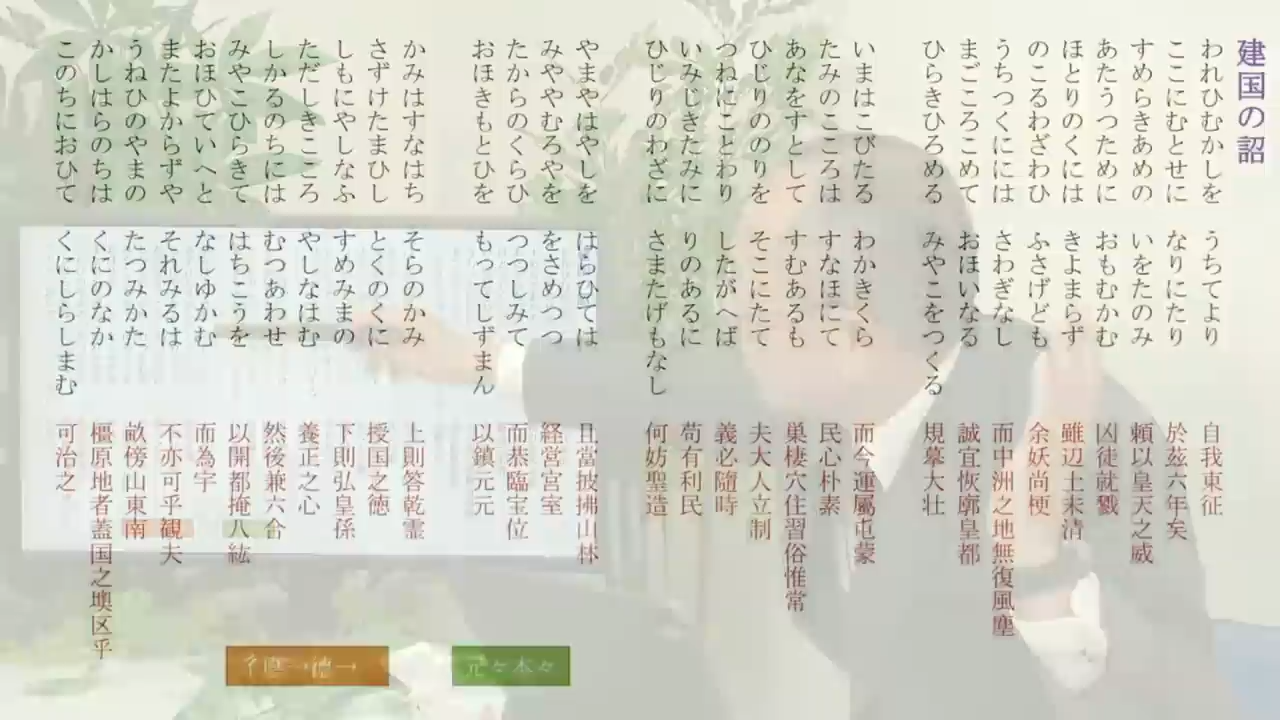 建国の詔
われひむかしを うちてより 自我東征
ここにむとせに なりにたり 於茲六年矣
すめらきあめの いをたのみ 頼以皇天之威
あたうつために おもむかむ 凶徒就戮
ほとりのくには きよまらず 雖辺土未清
のこるわざわひ ふさげども 余妖尚梗
うちつくにには さわぎなし 而中洲之地無復風塵
まごころこめて おほいなる 誠宜恢廓皇都
ひらきひろめる みやこをつくる 規摹大壮
いまはこびたる わかきくら 而今運屬屯蒙
たみのこころは すなほにて 民心朴素
あなをすとして すむあるも 巣棲穴住習俗惟常
ひじりののりを そこにたて 夫大人立制
つねにことわり したがへば 義必隨時
いみじきたみに りのあるに 苟有利民
ひじりのわざに さまたげもなし 何妨聖造
やまやはやしを はらひては 且當披拂山林
みややむろやを をさめつつ 経営宮室
たからのくらひ つつしみて 而恭臨宝位
おほきもとひを もってしずまん 以鎮元元
かみはすなはち そらのかみ 上則答乾霊
さずけたまひし とくのくに 授国之徳
しもにやしなふ すめみまの 下則弘皇孫
ただしきこころ やしなはむ 養正之心
しかるのちには むつあわせ 然後兼六合
みやこひらきて はちこうを 以開都掩八紘
おほひていへと なしゆかむ 而為宇
またよからずや それみるは 不亦可乎観夫
うねひのやまの たつみかた 畝傍山東南
かしはらのちは くにのなか 橿原地者蓋国之墺区乎
このちにおひて くにしらしまむ 可治之
元々本々